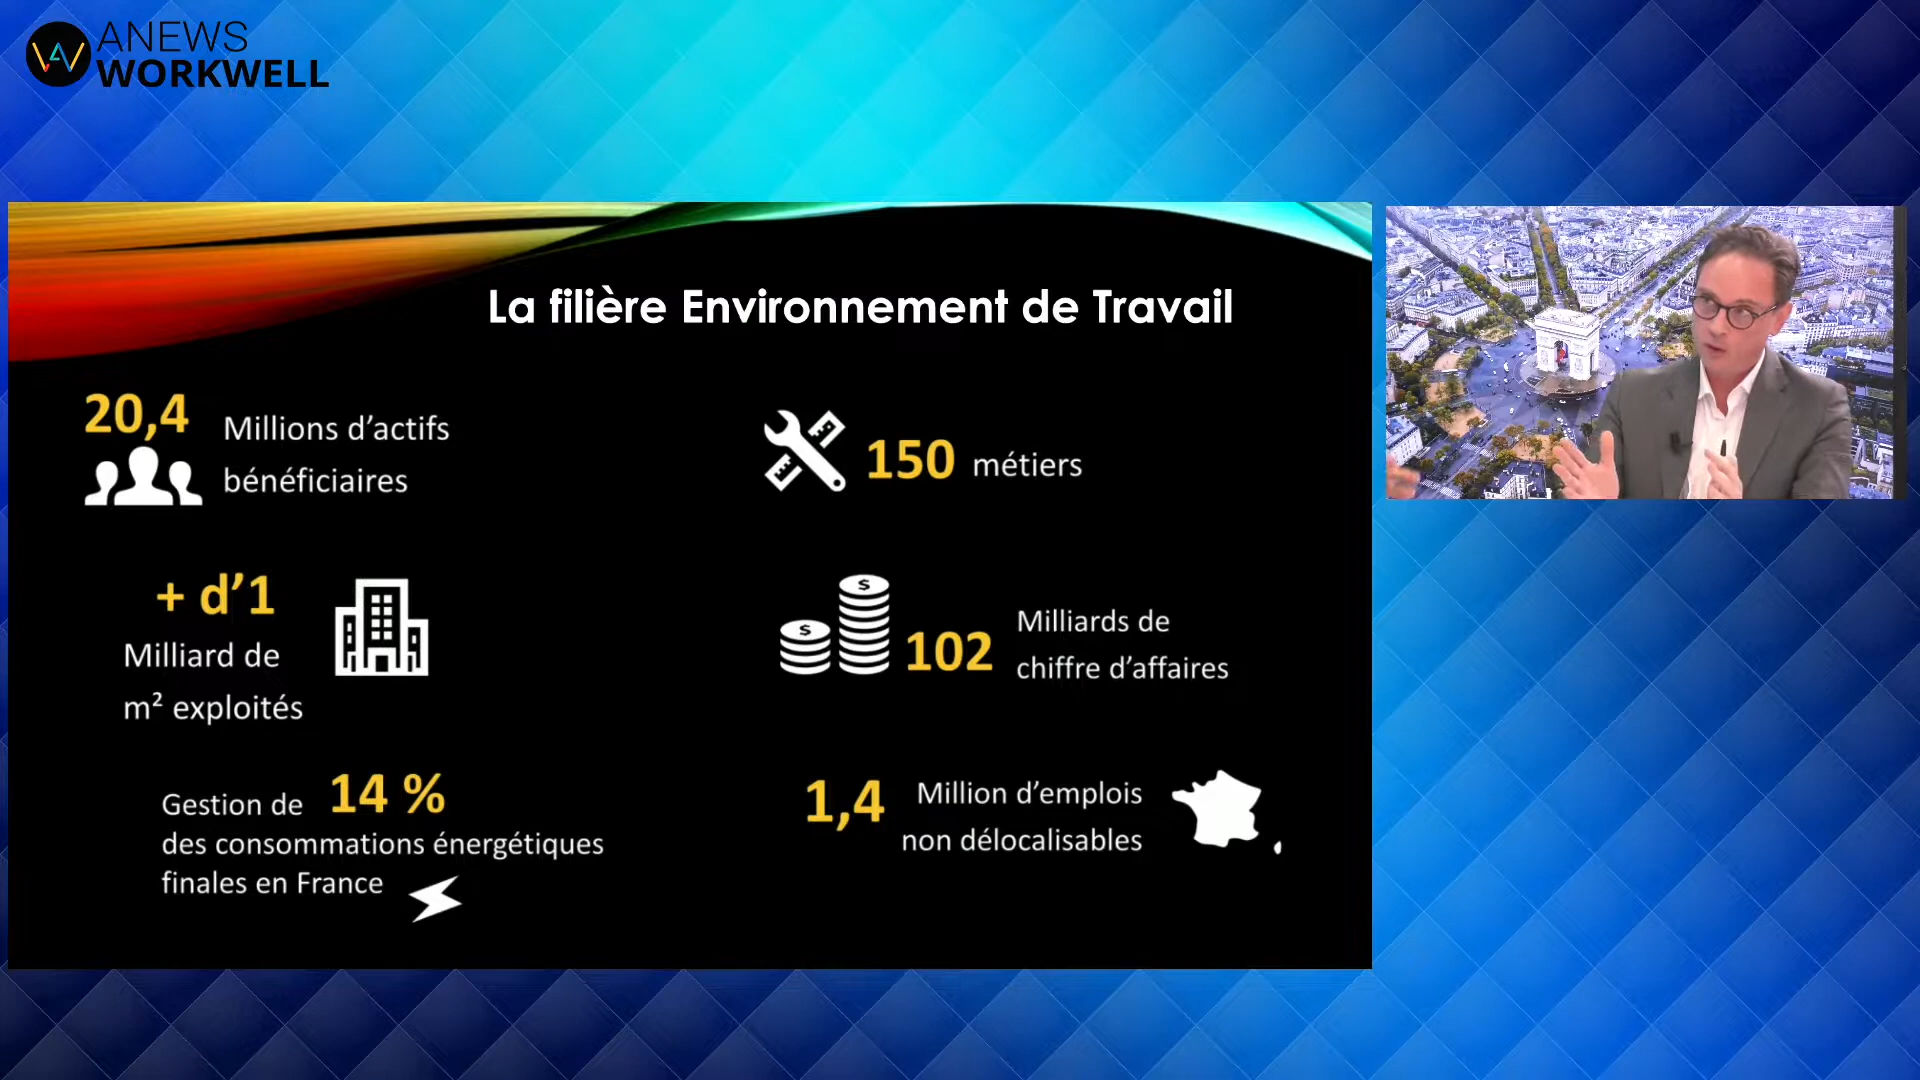 ANEWS
WORKWELL
La filière Environnement de Travail
20,4
Millions d’actifs
bénéficiaires
150 métiers
+ d’1
Milliard de
m² exploités
102
Milliards de
chiffre d’affaires
Gestion de 14 %
des consommations énergétiques
finales en France
1,4
Million d’emplois
non délocalisables